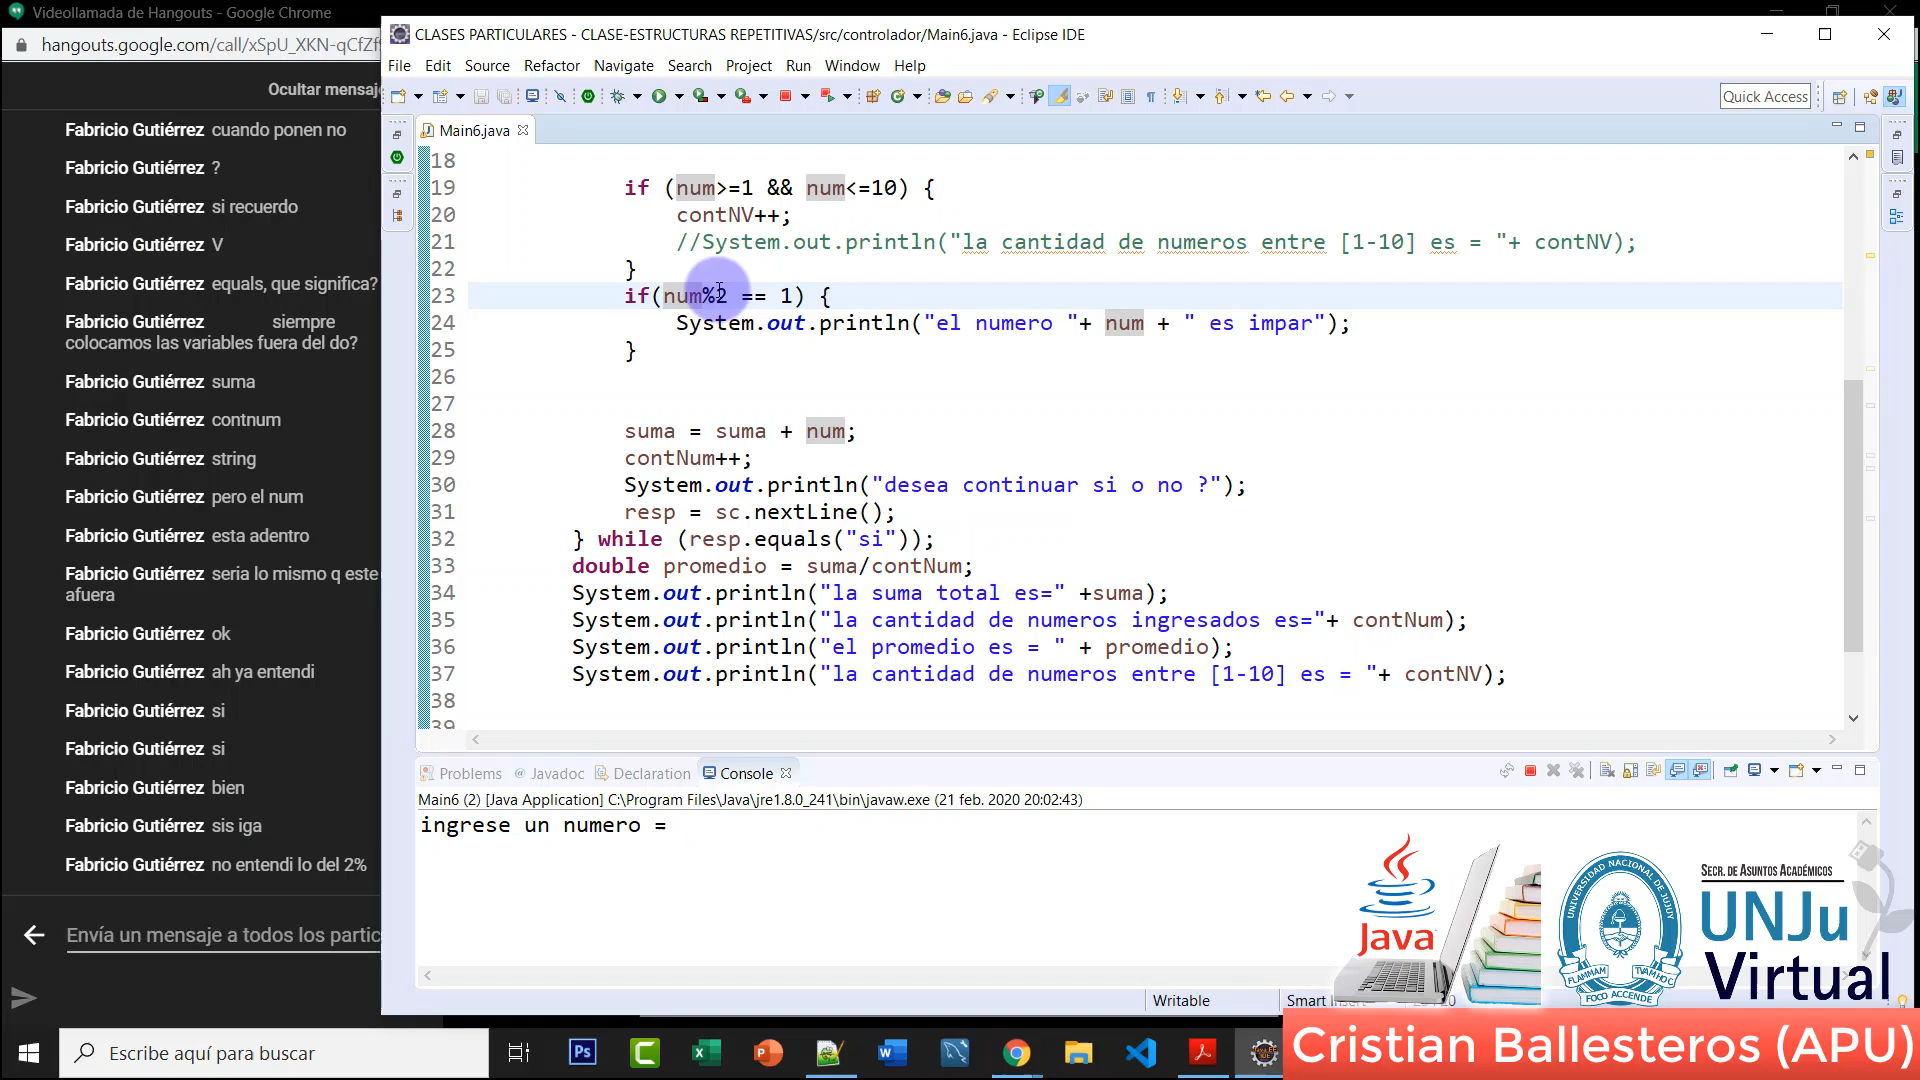 Videollamada de Hangouts - Google Chrome
hangouts.google.com/call/xSpU_XKN-qCfZf
Ocultar mensaje
Fabricio Gutiérrez cuando ponen no
Fabricio Gutiérrez ?
Fabricio Gutiérrez si recuerdo
Fabricio Gutiérrez V
Fabricio Gutiérrez equals, que significa?
Fabricio Gutiérrez siempre
colocamos las variables fuera del do?
Fabricio Gutiérrez suma
Fabricio Gutiérrez contnum
Fabricio Gutiérrez string
Fabricio Gutiérrez pero el num
Fabricio Gutiérrez esta adentro
Fabricio Gutiérrez seria lo mismo q este
afuera
Fabricio Gutiérrez ok
Fabricio Gutiérrez ah ya entendi
Fabricio Gutiérrez si
Fabricio Gutiérrez si
Fabricio Gutiérrez bien
Fabricio Gutiérrez sis iga
Fabricio Gutiérrez no entendi lo del 2%
Envía un mensaje a todos los partic
CLASES PARTICULARES - CLASE-ESTRUCTURAS REPETITIVAS/src/controlador/Main6.java - Eclipse IDE
File Edit Source Refactor Navigate Search Project Run Window Help
Quick Access
Main6.java
18
19 if (num>=1 && num<=10) {
20 contNV++;
21 //System.out.println("la cantidad de numeros entre [1-10] es = "+ contNV);
22 }
23 if(num%2 == 1) {
24 System.out.println("el numero "+ num + " es impar");
25 }
26
27
28 suma = suma + num;
29 contNum++;
30 System.out.println("desea continuar si o no ?");
31 resp = sc.nextLine();
32 } while (resp.equals("si"));
33 double promedio = suma/contNum;
34 System.out.println("la suma total es=" +suma);
35 System.out.println("la cantidad de numeros ingresados es="+ contNum);
36 System.out.println("el promedio es = " + promedio);
37 System.out.println("la cantidad de numeros entre [1-10] es = "+ contNV);
38
39
Problems @ Javadoc Declaration Console
Main6 (2) [Java Application] C:\Program Files\Java\jre1.8.0_241\bin\javaw.exe (21 feb. 2020 20:02:43)
ingrese un numero =
Writable
Smart Insert
Java
UNIVERSIDAD NACIONAL DE JUJUY
FOCO ACCENDE
SECR. DE ASUNTOS ACADÉMICOS
UNJu
Virtual
Cristian Ballesteros (APU)
Escribe aquí para buscar
Ps